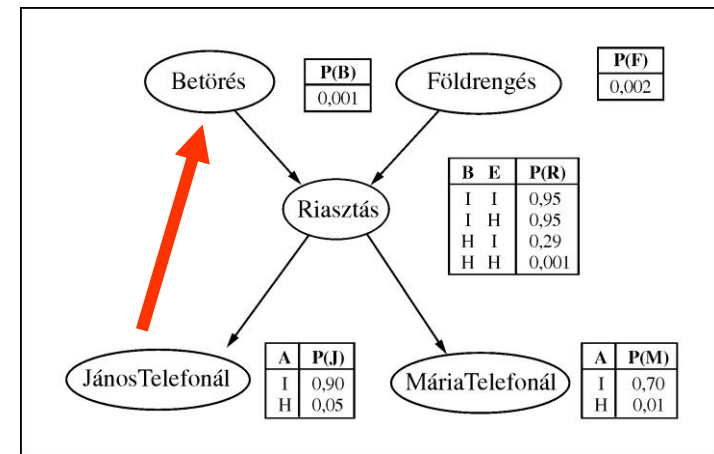 Betörés
P(B)
0,001
Földrengés
P(F)
0,002
Riasztás
B E P(R)
I I 0,95
I H 0,95
H I 0,29
H H 0,001
JánosTelefonál
A P(J)
I 0,90
H 0,05
MáriaTelefonál
A P(M)
I 0,70
H 0,01